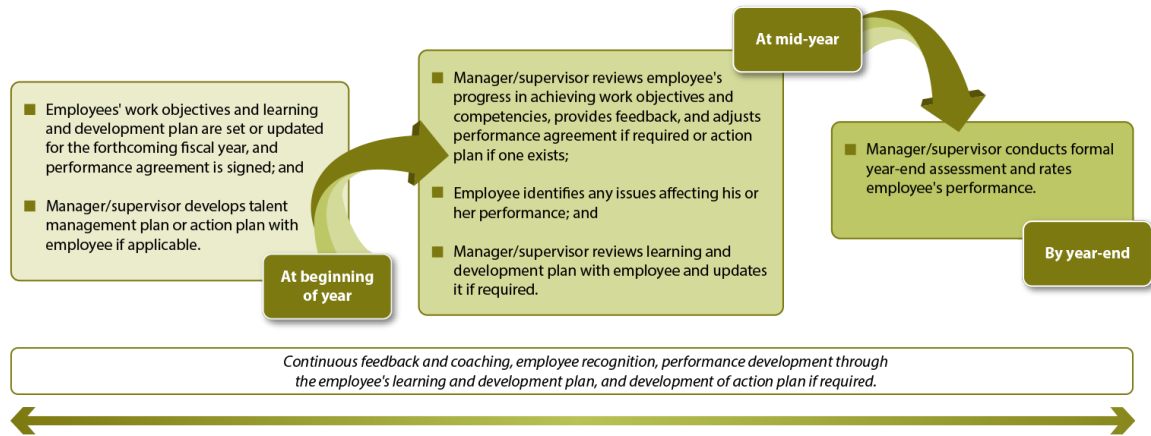 Employees' work objectives and learning
and development plan are set or updated
for the forthcoming fiscal year, and
performance agreement is signed; and
Manager/supervisor develops talent
management plan or action plan with
employee if applicable.
At beginning
of year
Manager/supervisor reviews employee's
progress in achieving work objectives and
competencies, provides feedback, and adjusts
performance agreement if required or action
plan if one exists;
Employee identifies any issues affecting his or
her performance; and
Manager/supervisor reviews learning and
development plan with employee and updates
it if required.
At mid-year
Manager/supervisor conducts formal
year-end assessment and rates
employee's performance.
By year-end
Continuous feedback and coaching, employee recognition, performance development through
the employee's learning and development plan, and development of action plan if required.